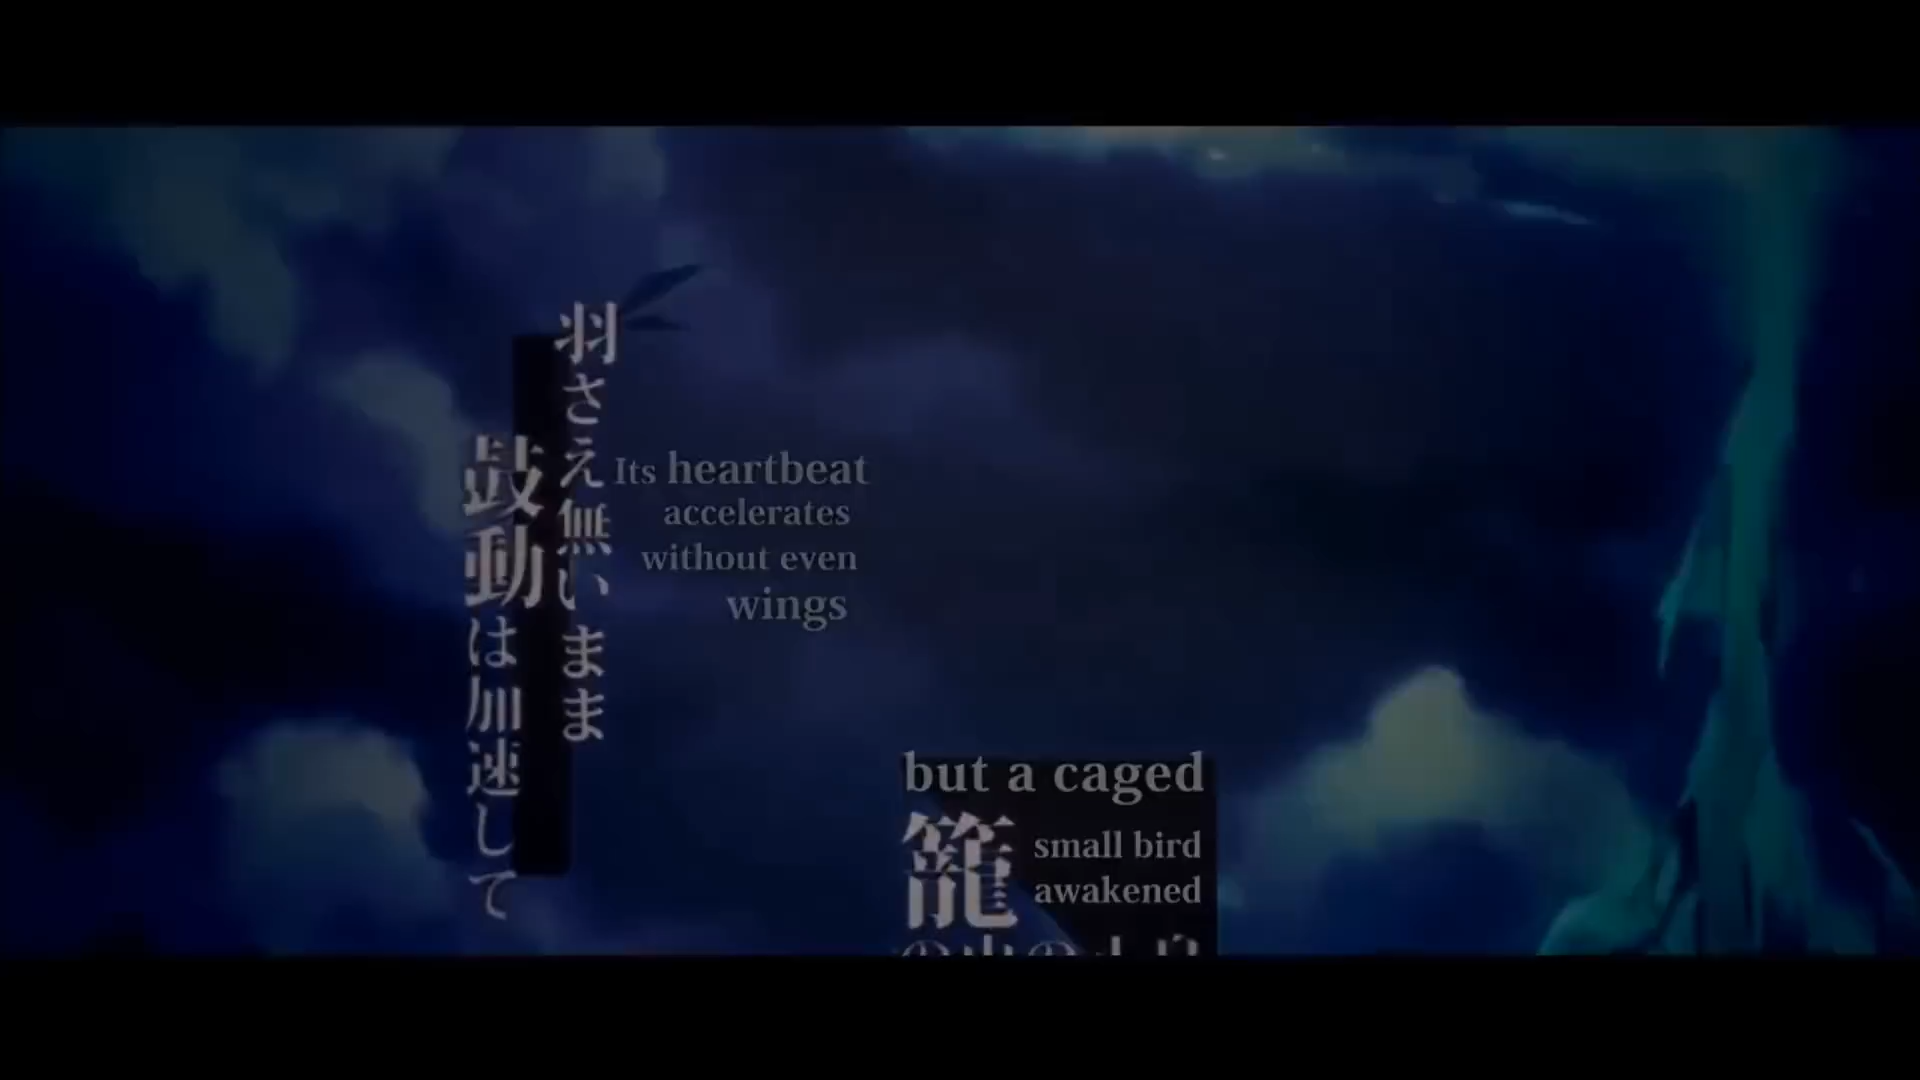 羽さえ無いまま
鼓動は加速して
Its heartbeat
accelerates
without even
wings
but a caged
籠
small bird
awakened